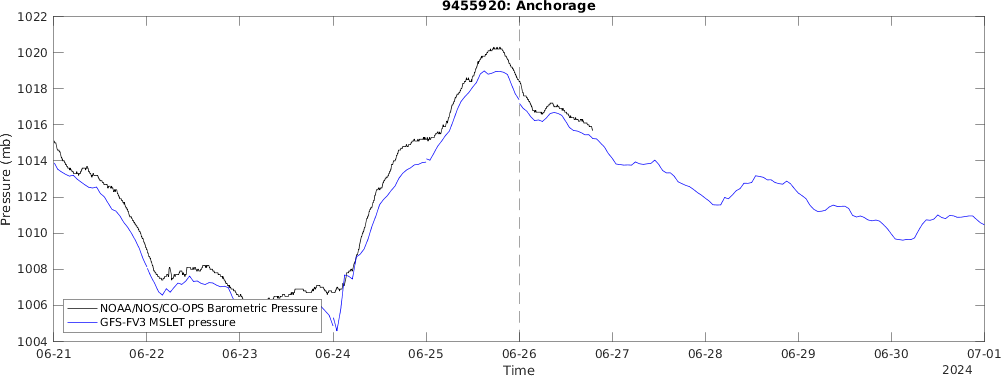 9455920: Anchorage
1022
1020
1018
1016
1014
1012
1010
1008
1006
1004
Pressure (mb)
NOAA/NOS/CO-OPS Barometric Pressure
GFS-FV3 MSLET pressure
06-21 06-22 06-23 06-24 06-25 06-26 06-27 06-28 06-29 06-30 07-01
Time
2024